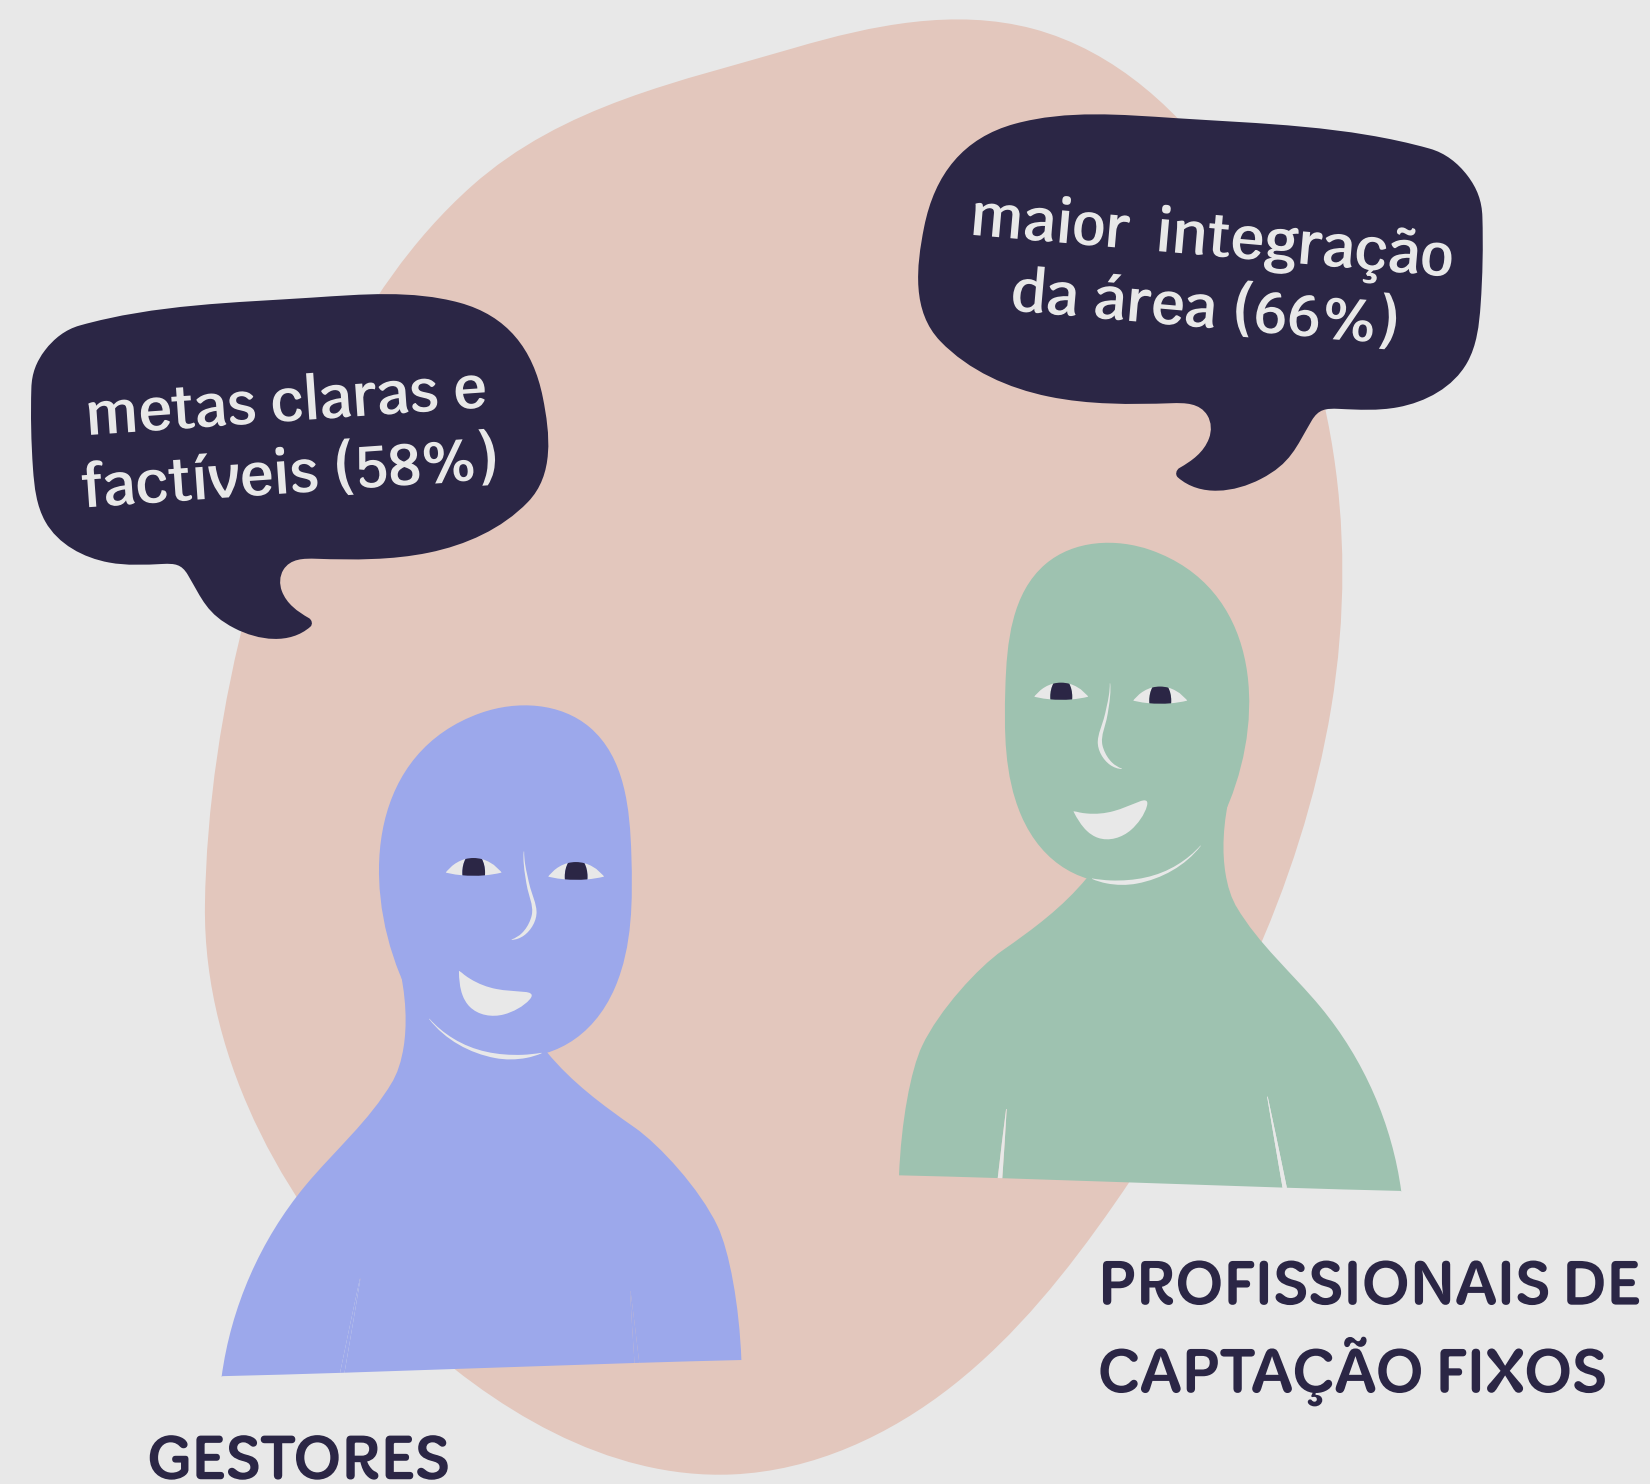 metas claras e
factíveis (58%)
maior integração
da área (66%)
PROFISSIONAIS DE
CAPTAÇÃO FIXOS
GESTORES